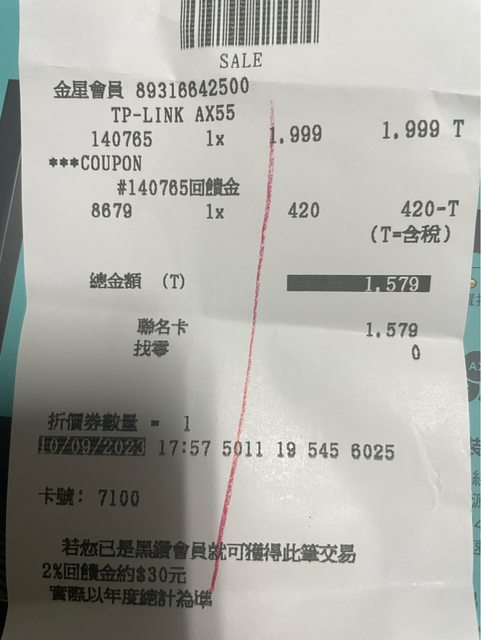 SALE
金星會員 89316642500
TP-LINK AX55
140765 1x 1.999 1.999 T
***COUPON
#140765回饋金
8679 1x 420 420-T
(T=含稅)
總金額 (T) 1,579
聯名卡 1.579
找零 0
折價券數量 = 1
10/09/2023 17:57 5011 19 545 6025
卡號: 7100
若您已是黑鑽會員就可獲得此筆交易
2%回饋金約$30元
實際以年度總計為準